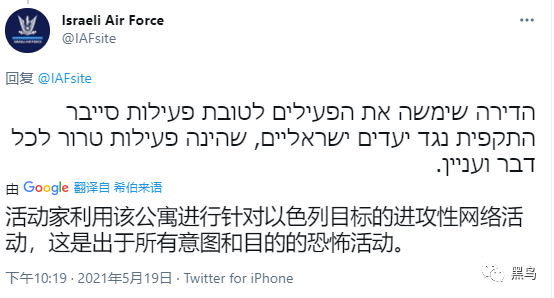 Israeli Air Force
@IAFsite
回复 @IAFsite
הדירה שימשה את הפעילים לטובת פעילות סייבר
התקפית נגד יעדים ישראליים, שהינה פעילות טרור לכל
דבר ועניין.
由 Google 翻译自 希伯来语
活动家利用该公寓进行针对以色列目标的进攻性网络活
动，这是出于所有意图和目的的恐怖活动。
下午10:19 · 2021年5月19日 · Twitter for iPhone
黑鸟